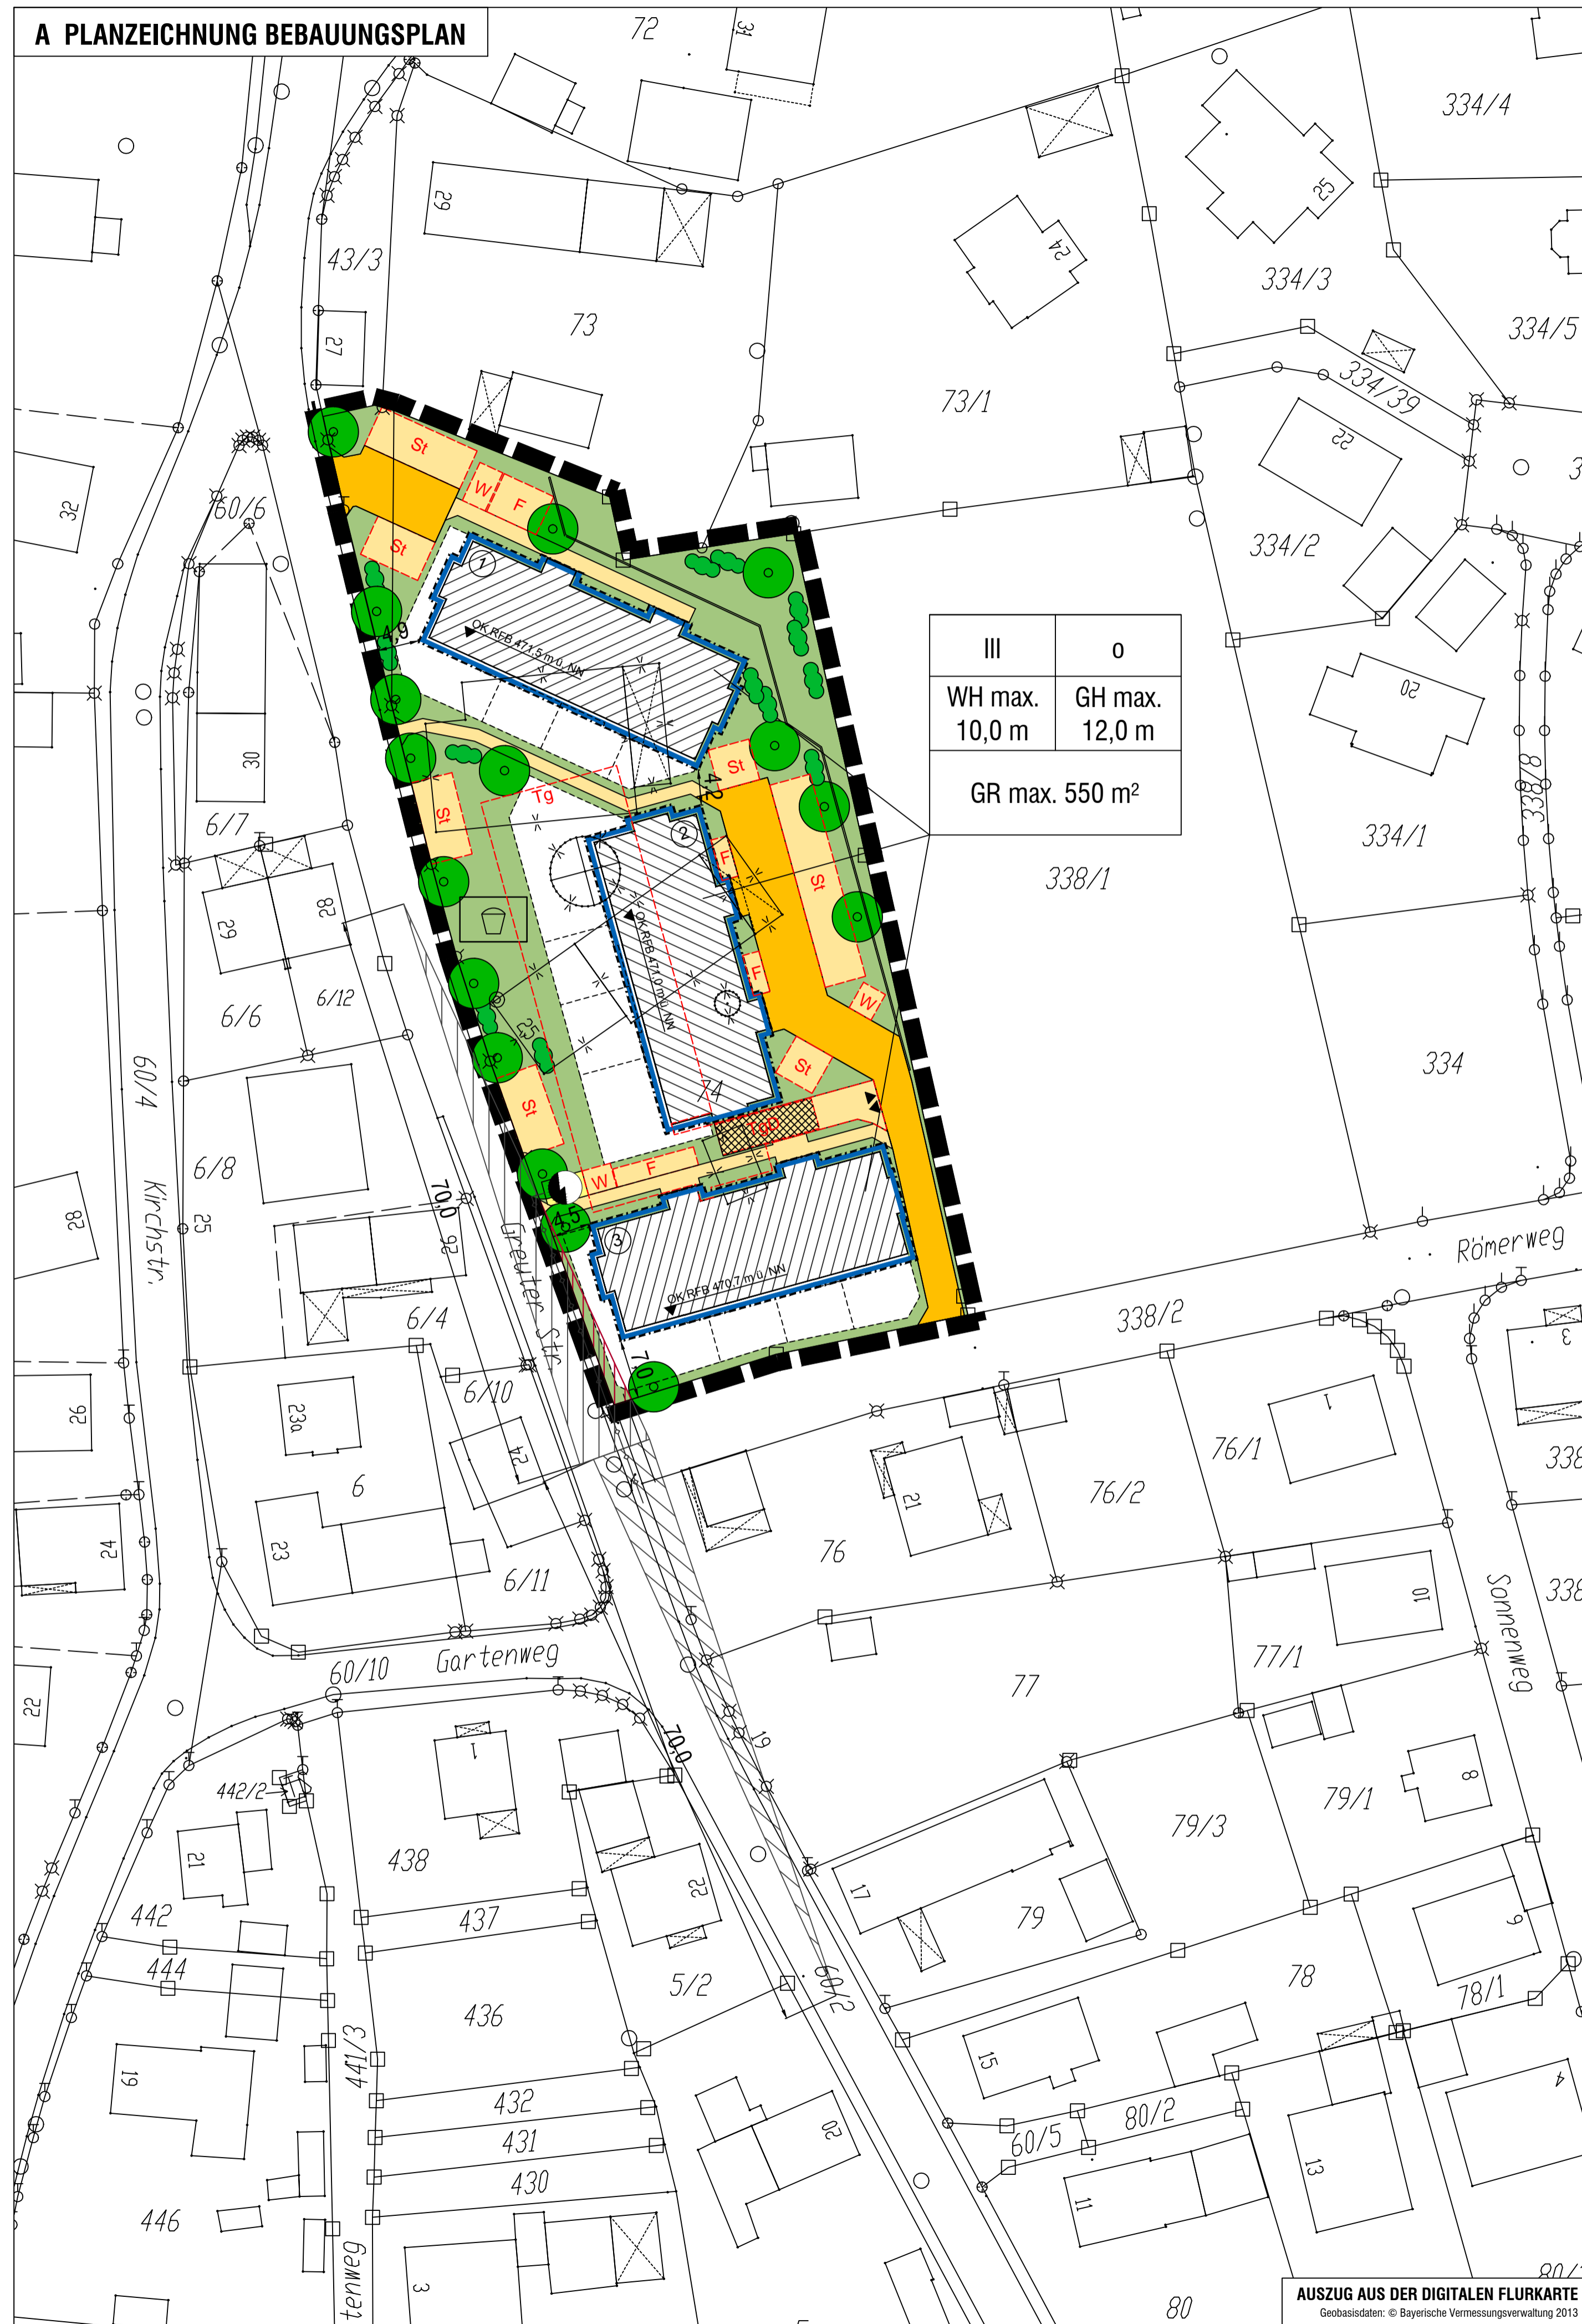 A PLANZEICHNUNG BEBAUUNGSPLAN
72
31
334/4
29
25
43/3
24
334/3
27
73
334/5
73/1
334/39
22
St
32
60/6
W
F
St
1
334/2
4,9
OK RFB 471,5 m ü. NN
III
o
WH max.
10,0 m
GH max.
12,0 m
GR max. 550 m²
20
30
St
4,2
Tg
338/8
6/7
St
2
334/1
F
St
338/1
29
28
OK RFB 471,0 m ü. NN
F
6/6
6/12
W
25
60/4
St
334
74
St
TgD
6/8
F
W
70,0
28
Kirchstr.
25
4,5
26
Greuter Str.
3
Römerweg
OK RFB 470,7 m ü. NN
6/4
338/2
3
7,0
6/10
26
23a
1
24
76/1
338
6
21
76/2
24
23
76
6/11
10
338
Sonnenweg
Gartenweg
60/10
77/1
77
22
70,0
19
1
442/2
8
79/1
79/3
21
438
22
17
442
437
79
9
444
5/2
78
60/2
78/1
436
441/3
15
19
4
432
80/2
20
431
60/5
13
430
11
446
tenweg
3
80
AUSZUG AUS DER DIGITALEN FLURKARTE
Geobasisdaten: © Bayerische Vermessungsverwaltung 2013